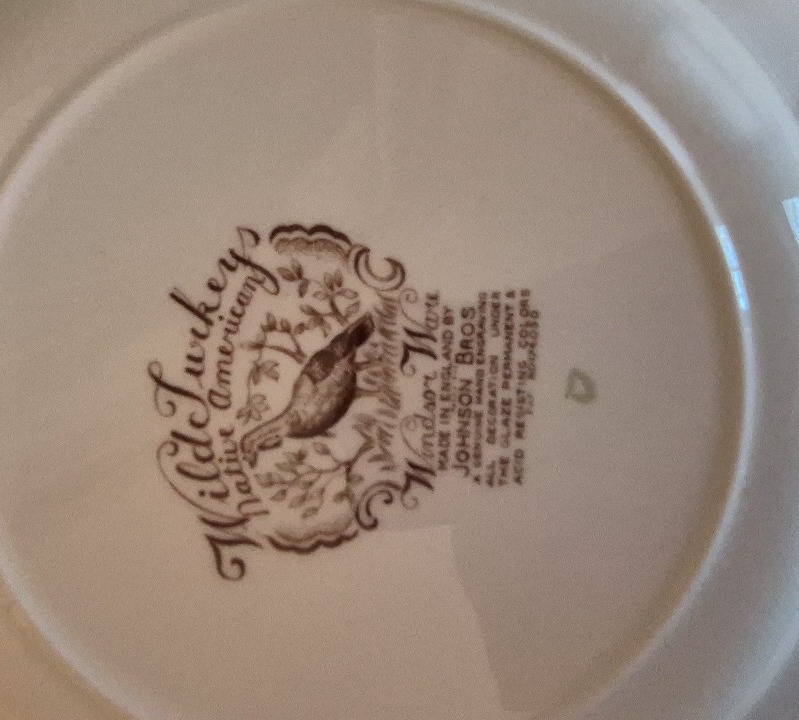 Wild Turkeys
Native American
Windsor Ware
MADE IN ENGLAND BY
JOHNSON BROS
A GENUINE HAND ENGRAVING
ALL DECORATION UNDER
THE GLAZE PERMANENT &
ACID RESISTING COLORS
D